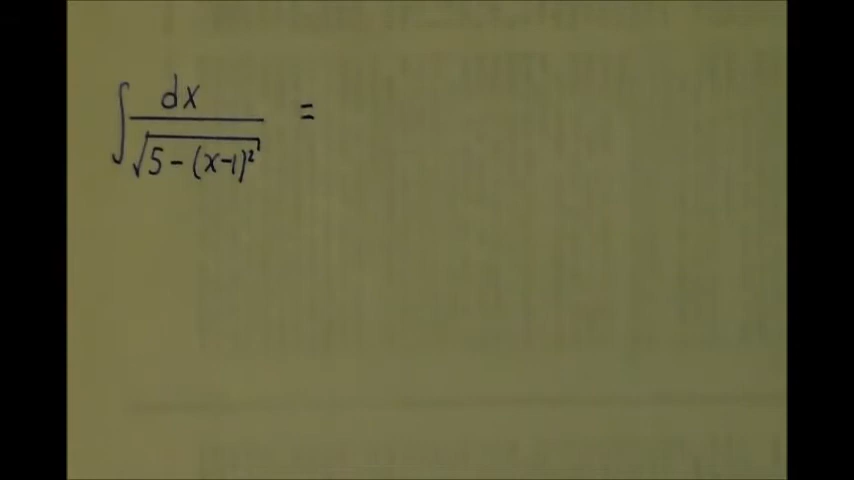 ∫ dx / √(5 - (x-1)²) =